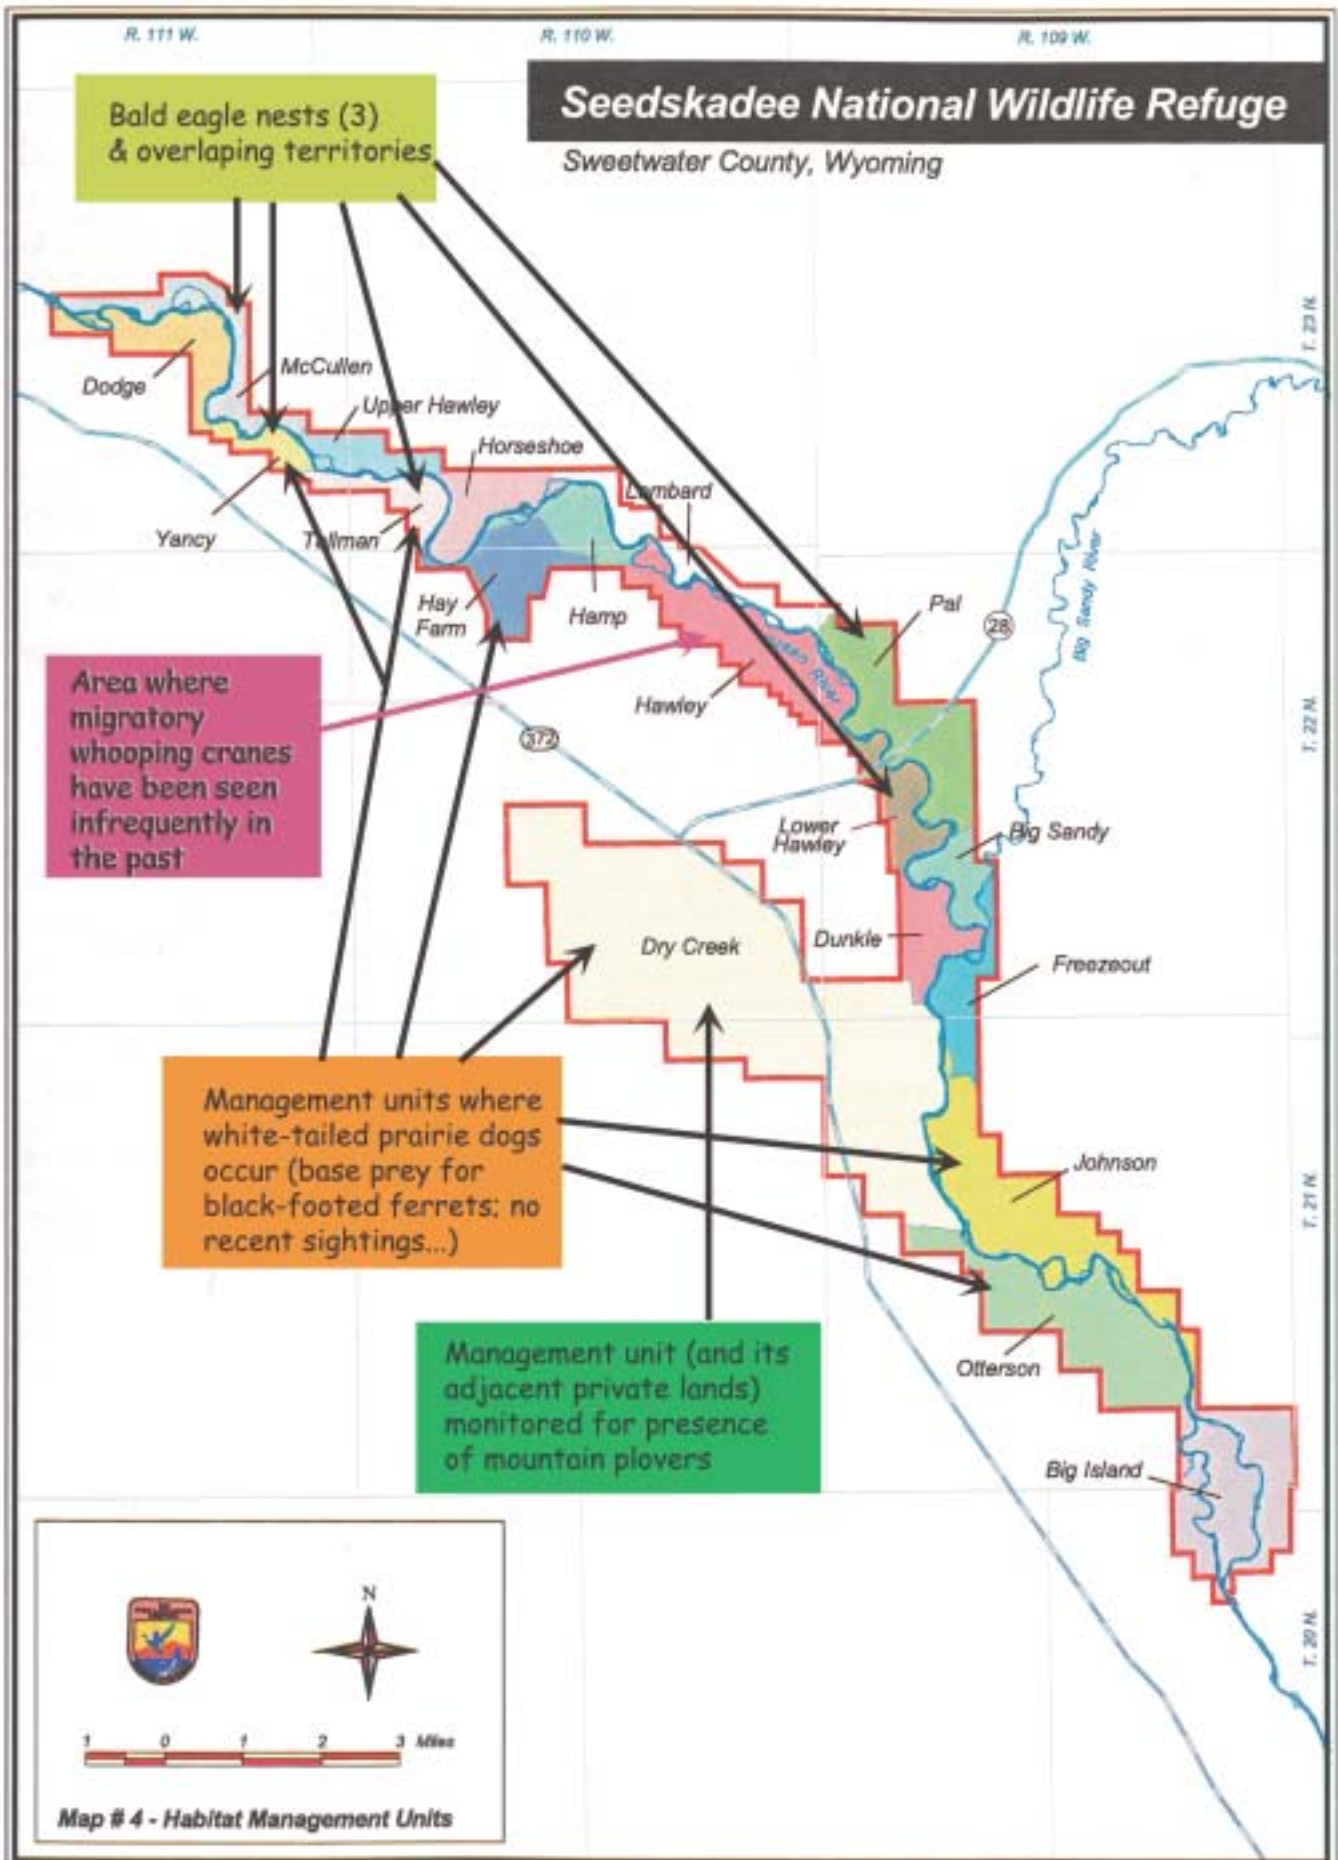 R. 111 W.
R. 110 W.
R. 109 W.
Seedskadee National Wildlife Refuge
Sweetwater County, Wyoming
Bald eagle nests (3)
& overlaping territories
T. 23 N.
McCullen
Dodge
Upper Hawley
Horseshoe
Lombard
Yancy
Tallman
Hay
Farm
Hamp
Pal
28
Big Sandy River
River
Hawley
Area where
migratory
whooping cranes
have been seen
infrequently in
the past
T. 22 N.
372
Lower
Hawley
Big Sandy
Dry Creek
Dunkle
Freezeout
Management units where
white-tailed prairie dogs
occur (base prey for
black-footed ferrets; no
recent sightings...)
Johnson
T. 21 N.
Otterson
Management unit (and its
adjacent private lands)
monitored for presence
of mountain plovers
Big Island
N
T. 20 N.
1 0 1 2 3 Miles
Map # 4 - Habitat Management Units